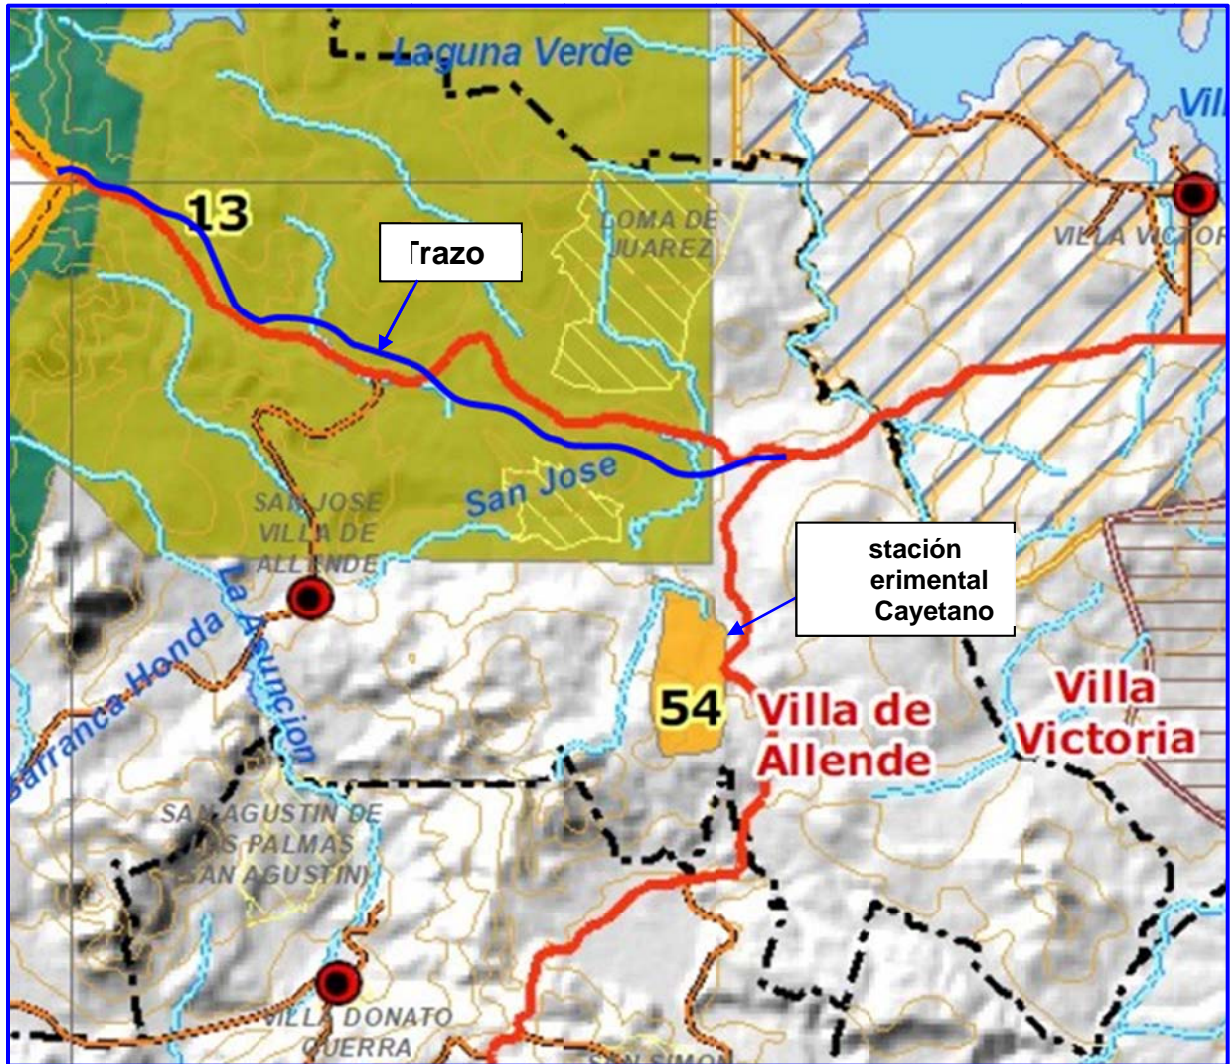 Laguna Verde
Vil
13
LOMA DE
JUAREZ
VILLA VICTOR
razo
San Jose
SAN JOSE
VILLA DE
ALLENDE
stación
erimental
Cayetano
La Asuncion
Barranca Honda
54
Villa de
Allende
Villa
Victoria
SAN AGUSTIN DE
LAS PALMAS
(SAN AGUSTIN)
VILLA DONATO
GUERRA
SAN SIMON